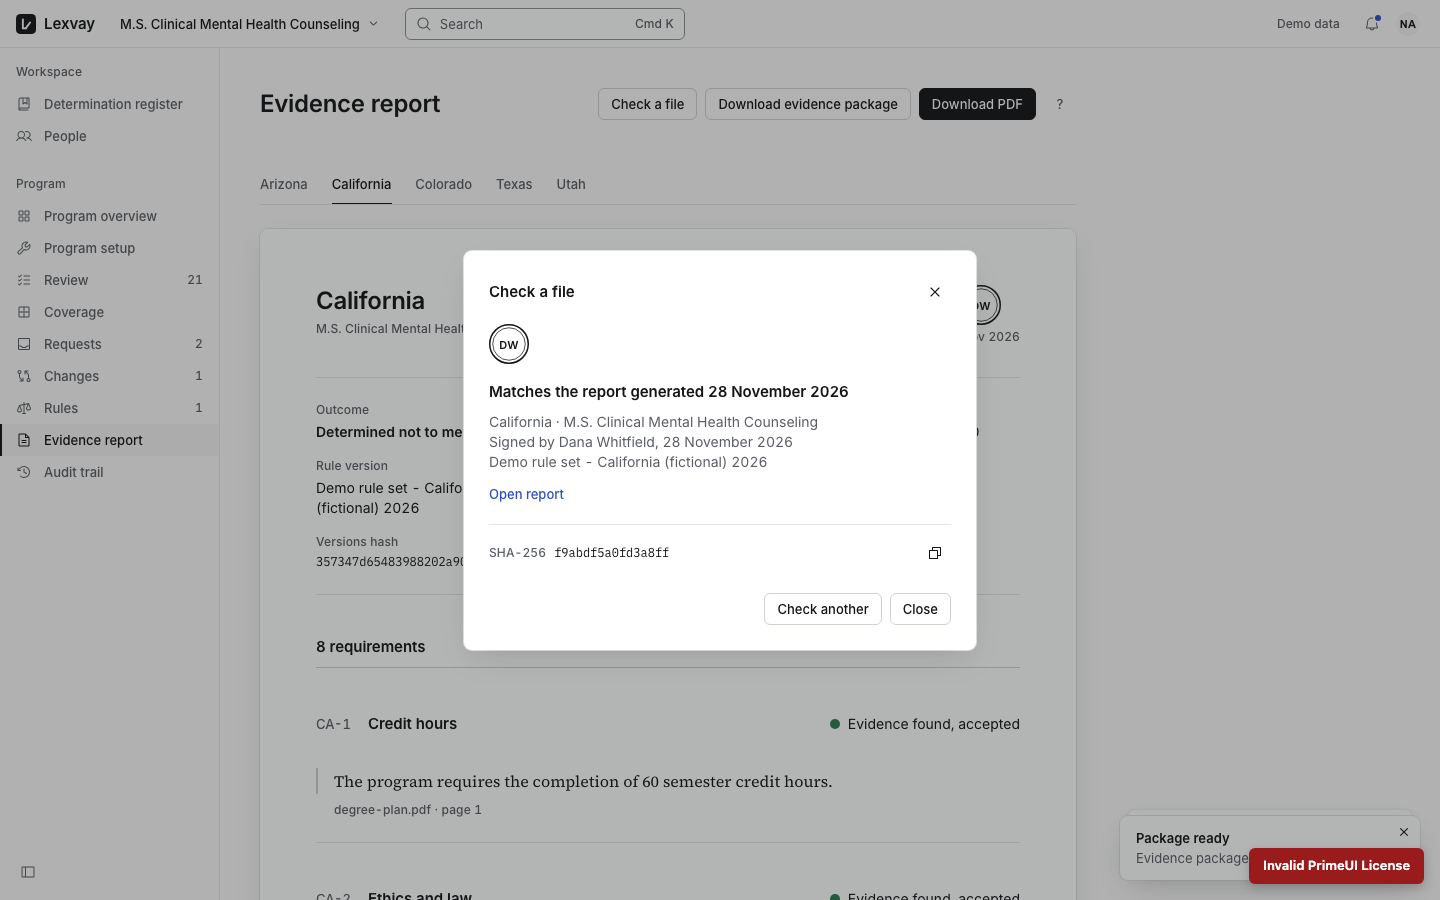 Lexvay
M.S. Clinical Mental Health Counseling
Search
Cmd K
Demo data
NA
Workspace
Determination register
People
Program
Program overview
Program setup
Review 21
Coverage
Requests 2
Changes 1
Rules 1
Evidence report
Audit trail
Evidence report
Check a file
Download evidence package
Download PDF
?
Arizona
California
Colorado
Texas
Utah
California
M.S. Clinical Mental
2026
Outcome
Determined not to
Rule version
Demo rule set -
(fictional) 2026
Versions hash
8 requirements
CA-1 Credit hours
Evidence found, accepted
The program requires the completion of 60 semester credit hours.
degree-plan.pdf · page 1
CA-2 Ethics and law
Evidence found, accepted
Check a file
DW
Matches the report generated 28 November 2026
California · M.S. Clinical Mental Health Counseling
Signed by Dana Whitfield, 28 November 2026
Demo rule set - California (fictional) 2026
Open report
SHA-256 f9abdf5a0fd3a8ff
Check another
Close
Package ready
Evidence package
Invalid PrimeUI License